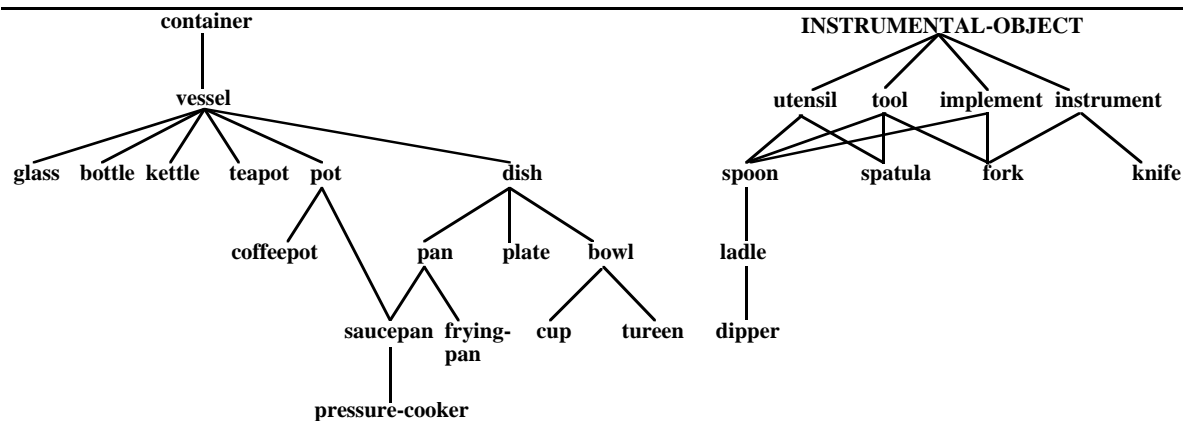 container INSTRUMENTAL-OBJECT
vessel utensil tool implement instrument
glass bottle kettle teapot pot dish spoon spatula fork knife
coffeepot pan plate bowl ladle
saucepan frying- cup tureen dipper
pan
pressure-cooker